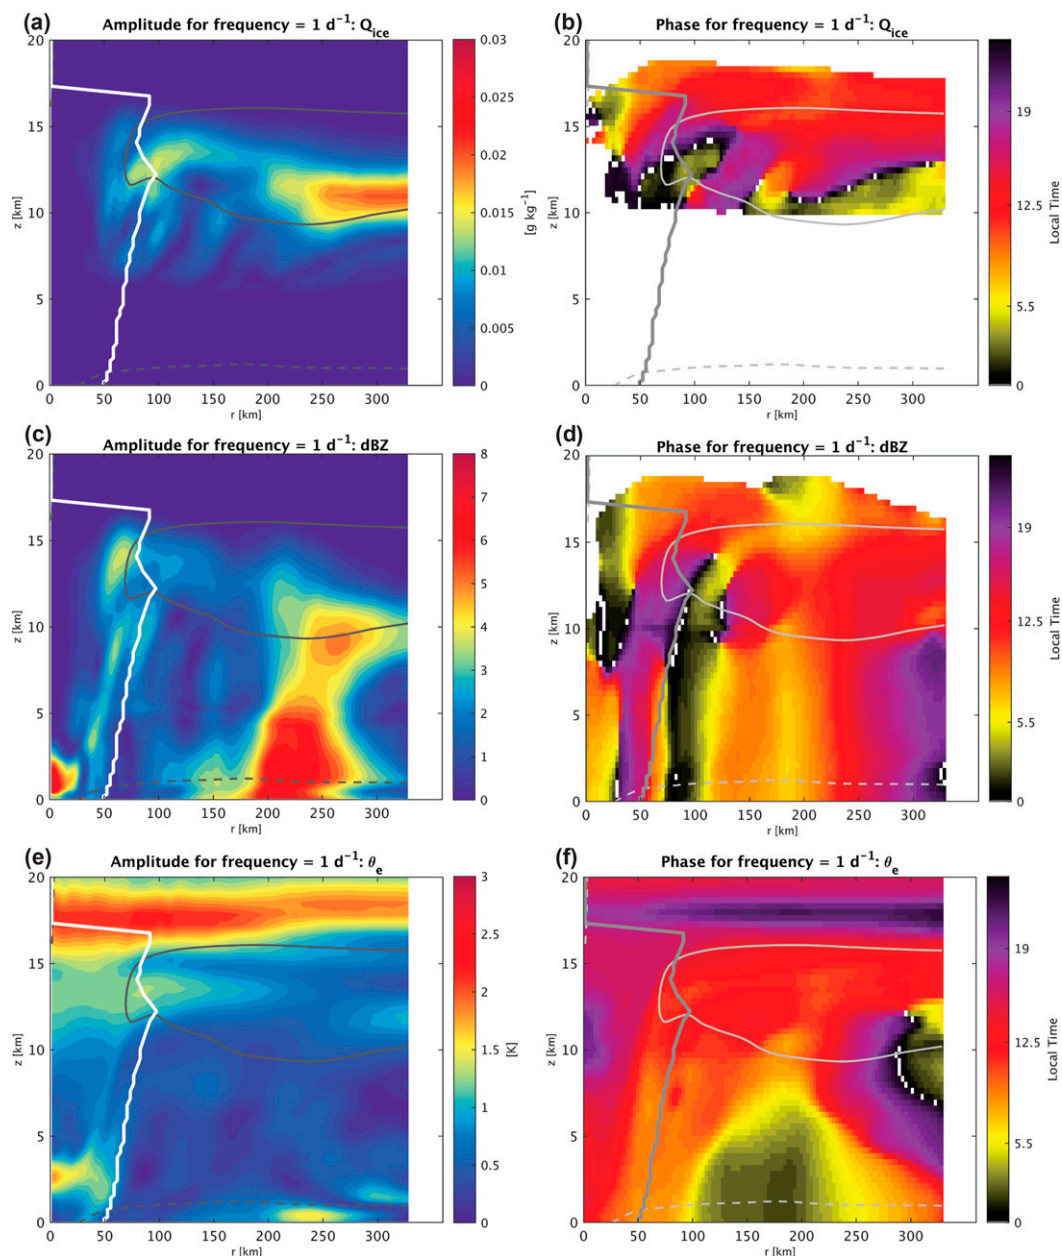 (a) Amplitude for frequency = 1 d⁻¹: Q_ice
20
15
10
5
0
z [km]
0 50 100 150 200 250 300
r [km]
0.03
0.025
0.02
0.015
0.01
0.005
0
[g kg⁻¹]
(b) Phase for frequency = 1 d⁻¹: Q_ice
20
15
10
5
0
z [km]
0 50 100 150 200 250 300
r [km]
19
12.5
5.5
0
Local Time
(c) Amplitude for frequency = 1 d⁻¹: dBZ
20
15
10
5
0
z [km]
0 50 100 150 200 250 300
r [km]
8
7
6
5
4
3
2
1
0
(d) Phase for frequency = 1 d⁻¹: dBZ
20
15
10
5
0
z [km]
0 50 100 150 200 250 300
r [km]
19
12.5
5.5
0
Local Time
(e) Amplitude for frequency = 1 d⁻¹: θ_e
20
15
10
5
0
z [km]
0 50 100 150 200 250 300
r [km]
3
2.5
2
1.5
1
0.5
0
[K]
(f) Phase for frequency = 1 d⁻¹: θ_e
20
15
10
5
0
z [km]
0 50 100 150 200 250 300
r [km]
19
12.5
5.5
0
Local Time